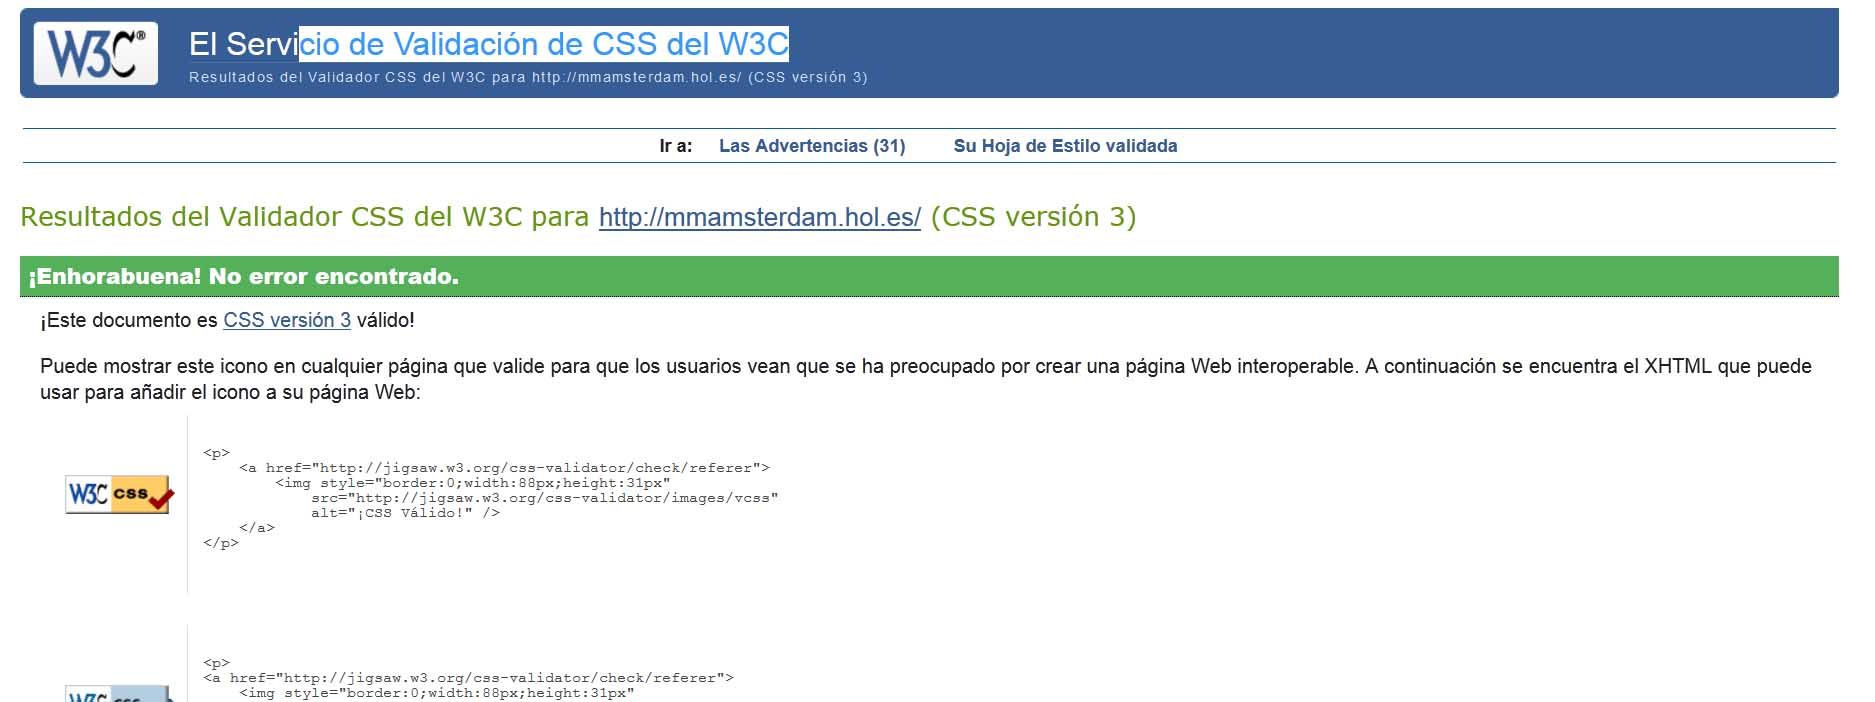 W3C®
El Servicio de Validación de CSS del W3C
Resultados del Validador CSS del W3C para http://mmamsterdam.hol.es/ (CSS versión 3)
Ir a: Las Advertencias (31) Su Hoja de Estilo validada
Resultados del Validador CSS del W3C para http://mmamsterdam.hol.es/ (CSS versión 3)
¡Enhorabuena! No error encontrado.
¡Este documento es CSS versión 3 válido!
Puede mostrar este icono en cualquier página que valide para que los usuarios vean que se ha preocupado por crear una página Web interoperable. A continuación se encuentra el XHTML que puede
usar para añadir el icono a su página Web:
W3C css
<p>
<a href="http://jigsaw.w3.org/css-validator/check/referer">
<img style="border:0;width:88px;height:31px"
src="http://jigsaw.w3.org/css-validator/images/vcss"
alt="¡CSS Válido!" />
</a>
</p>
W3C css
<p>
<a href="http://jigsaw.w3.org/css-validator/check/referer">
<img style="border:0;width:88px;height:31px"